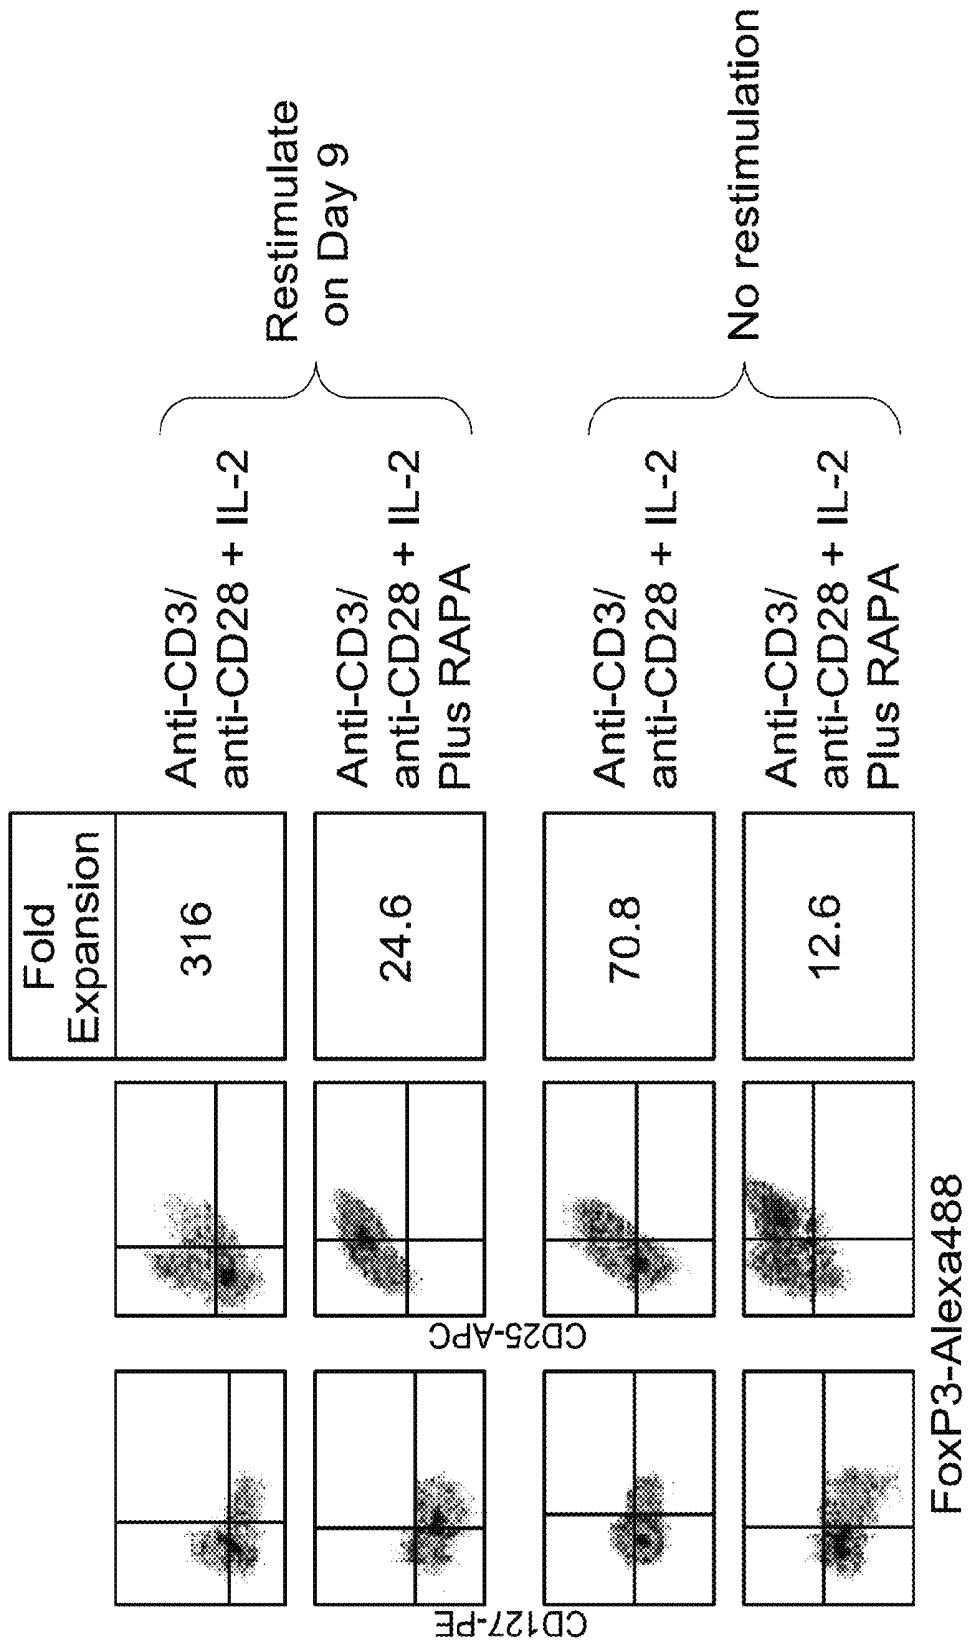 Fold
Expansion
316
Anti-CD3/
anti-CD28 + IL-2
24.6
Anti-CD3/
anti-CD28 + IL-2
Plus RAPA
Restimulate
on Day 9
70.8
Anti-CD3/
anti-CD28 + IL-2
12.6
Anti-CD3/
anti-CD28 + IL-2
Plus RAPA
No restimulation
CD127-PE
CD25-APC
FoxP3-Alexa488